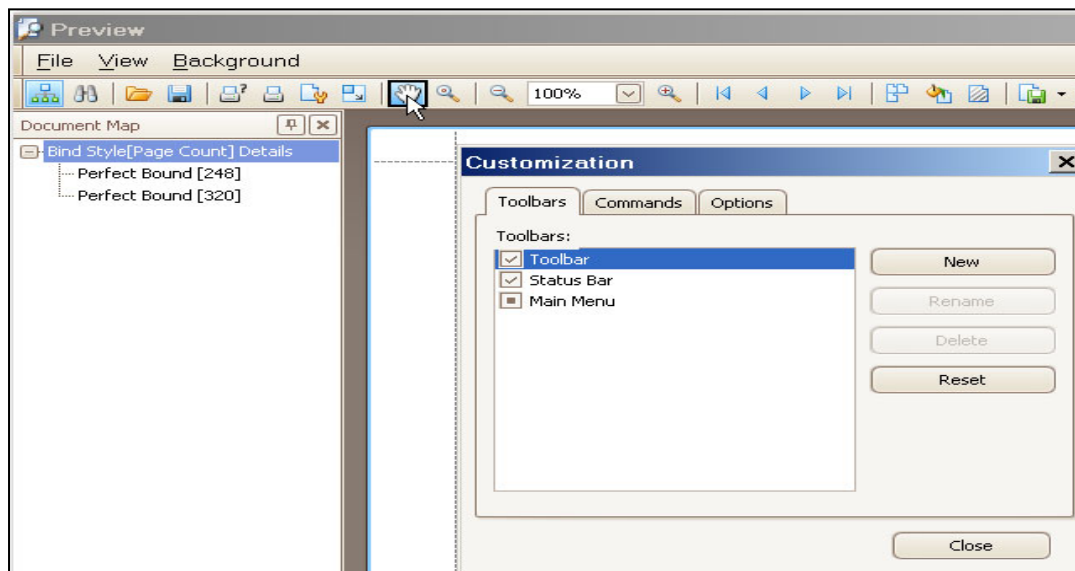 Preview
File View Background
100%
Document Map
Bind Style[Page Count] Details
Perfect Bound [248]
Perfect Bound [320]
Customization
Toolbars Commands Options
Toolbars:
Toolbar
Status Bar
Main Menu
New
Rename
Delete
Reset
Close